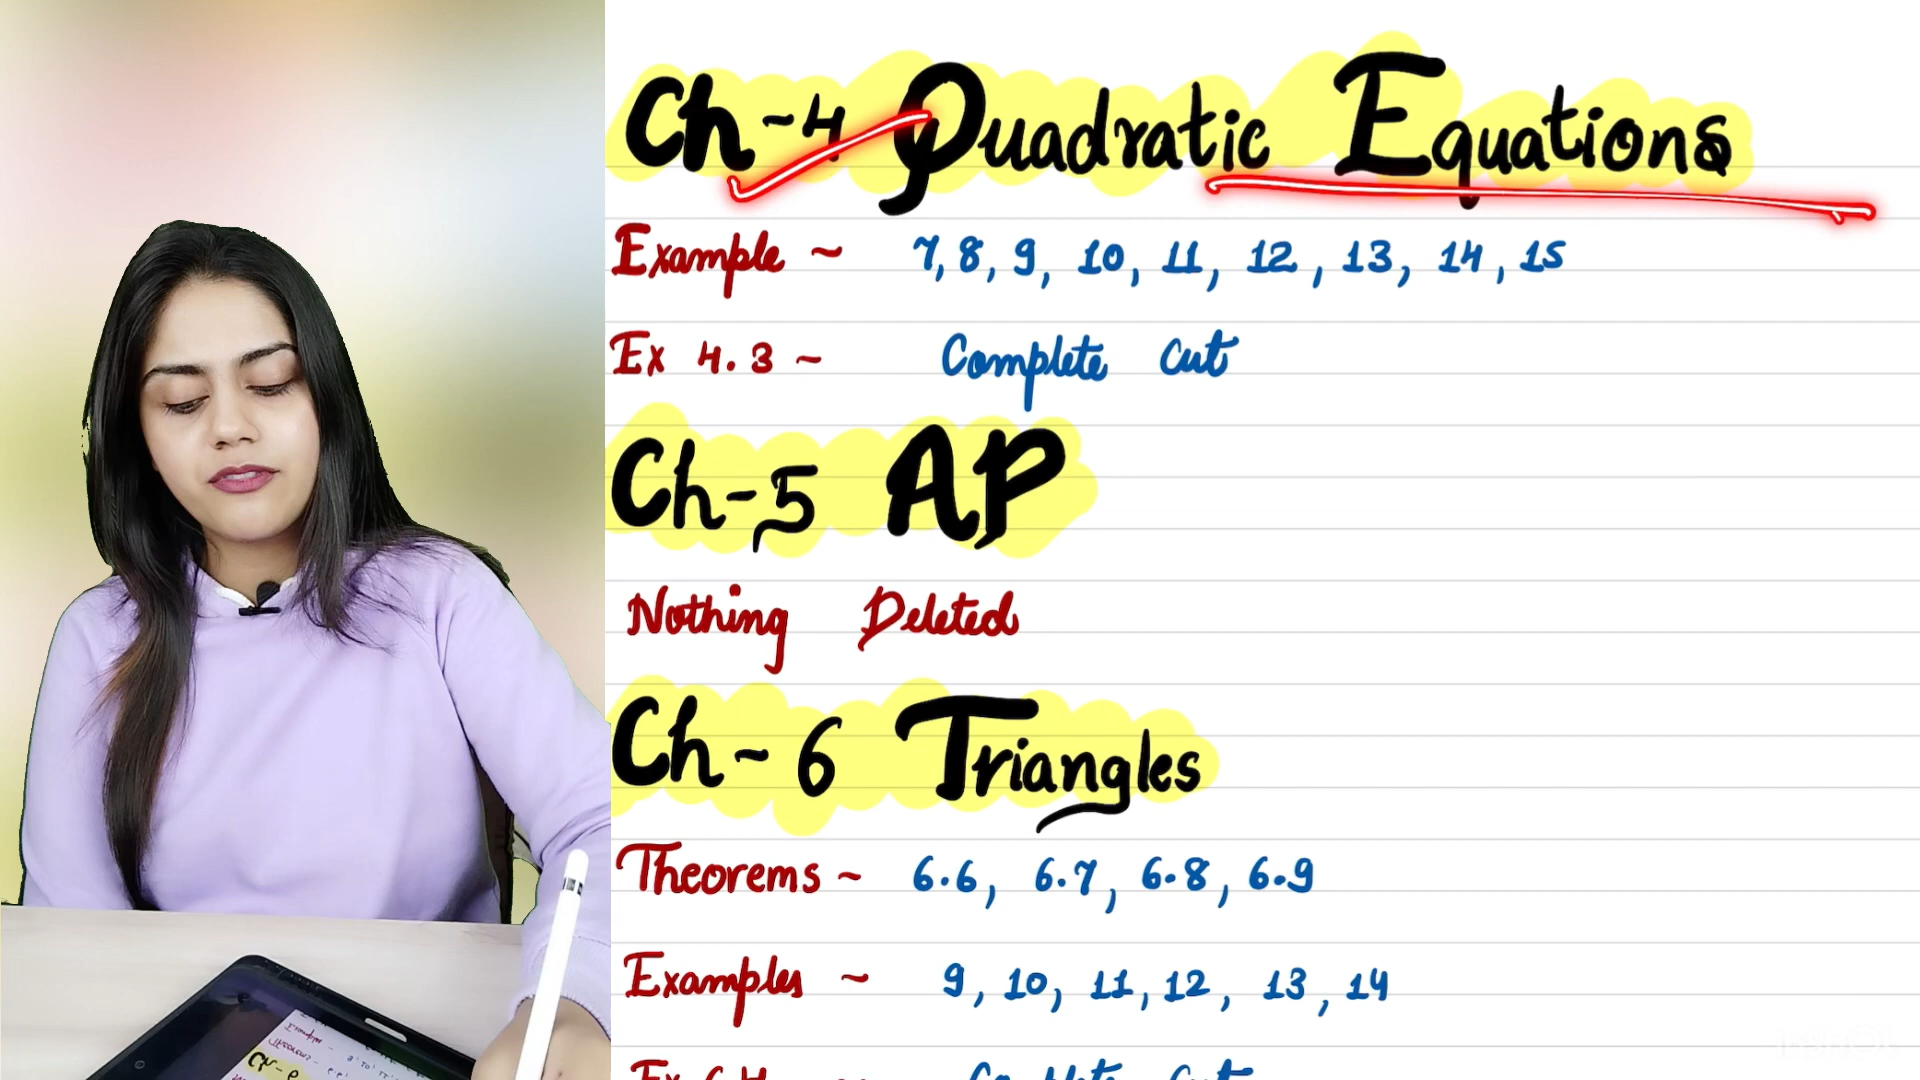 Ch-4 Quadratic Equations
Example ~ 7, 8, 9, 10, 11, 12, 13, 14, 15
Ex 4.3 ~ Complete cut
Ch-5 AP
Nothing Deleted
Ch-6 Triangles
Theorems ~ 6.6, 6.7, 6.8, 6.9
Examples ~ 9, 10, 11, 12, 13, 14